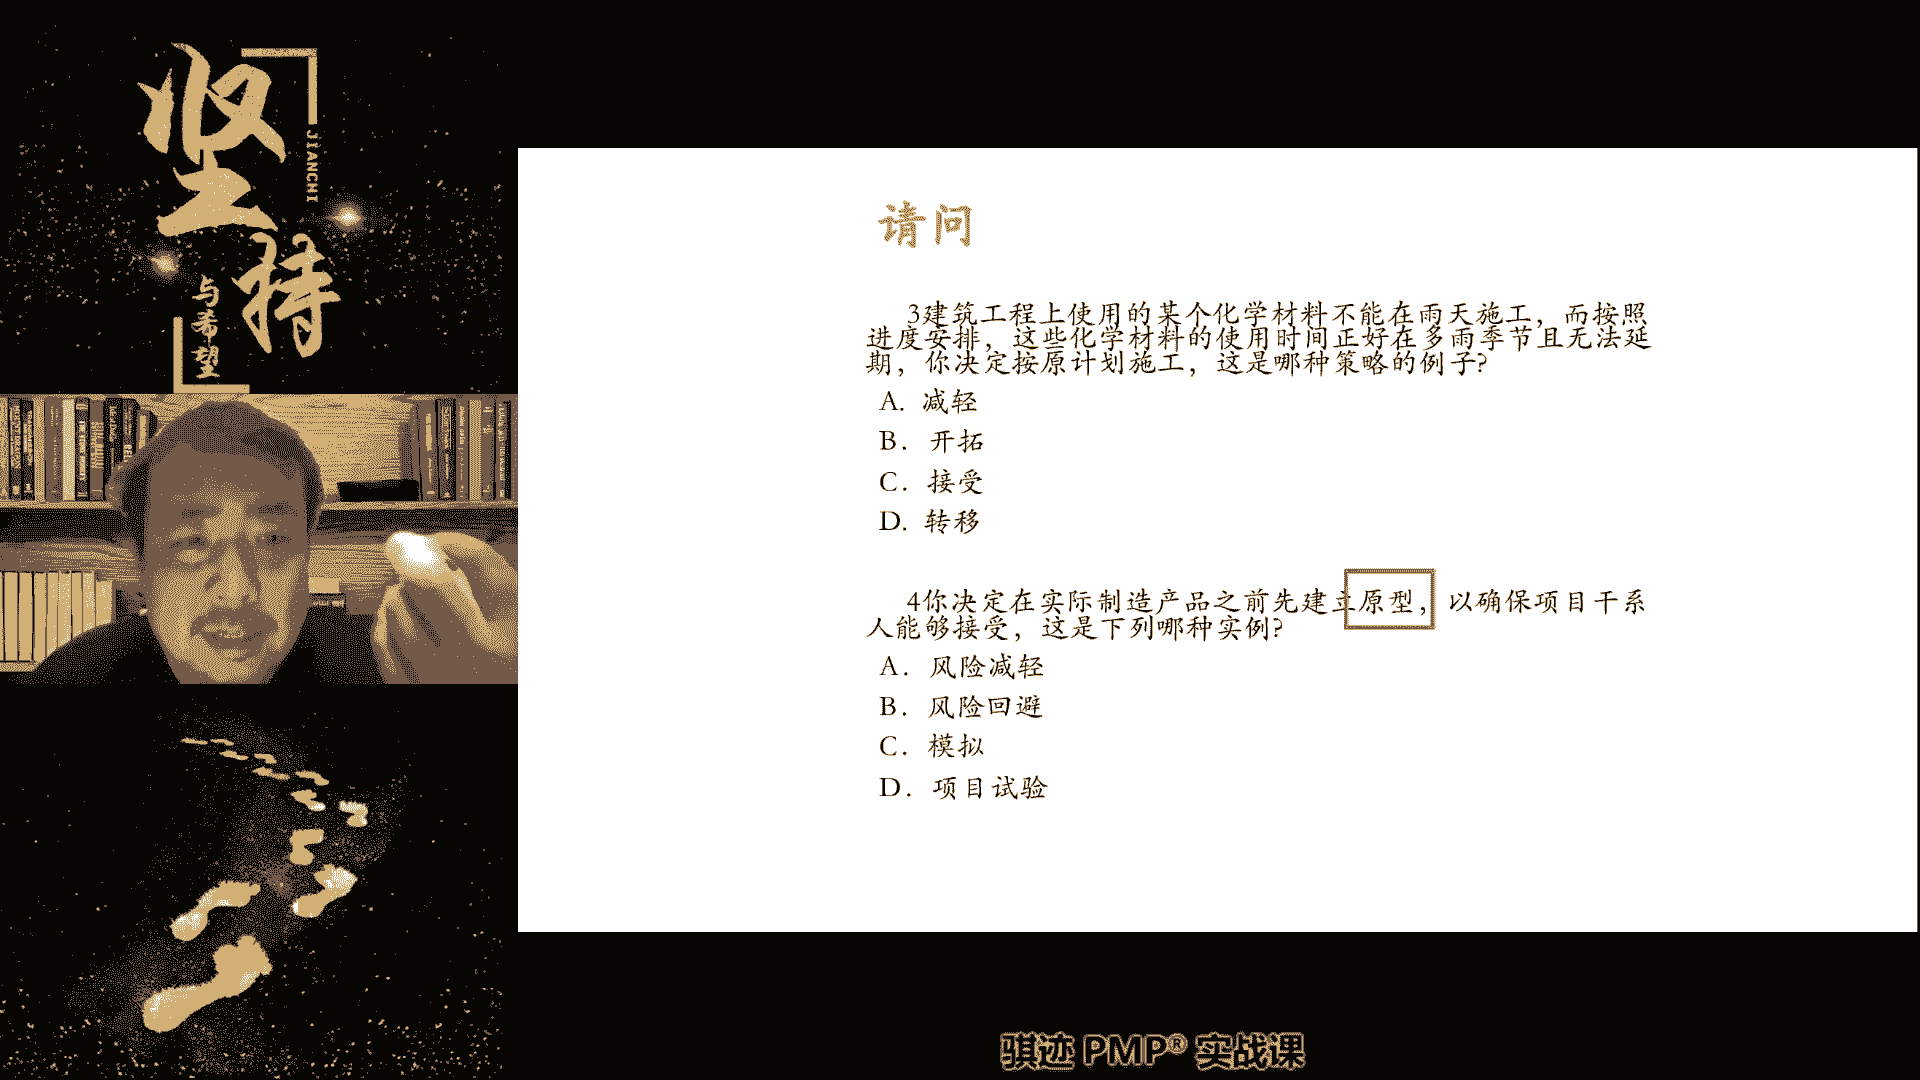 坚持
JIANCHI
与希望
请问
3建筑工程上使用的某个化学材料不能在雨天施工，而按照
进度安排，这些化学材料的使用时间正好在多雨季节且无法延
期，你决定按原计划施工，这是哪种策略的例子?
A. 减轻
B. 开拓
C. 接受
D. 转移
4你决定在实际制造产品之前先建立原型，以确保项目干系
人能够接受，这是下列哪种实例?
A. 风险减轻
B. 风险回避
C. 模拟
D. 项目试验
骐迹 PMP® 实战课